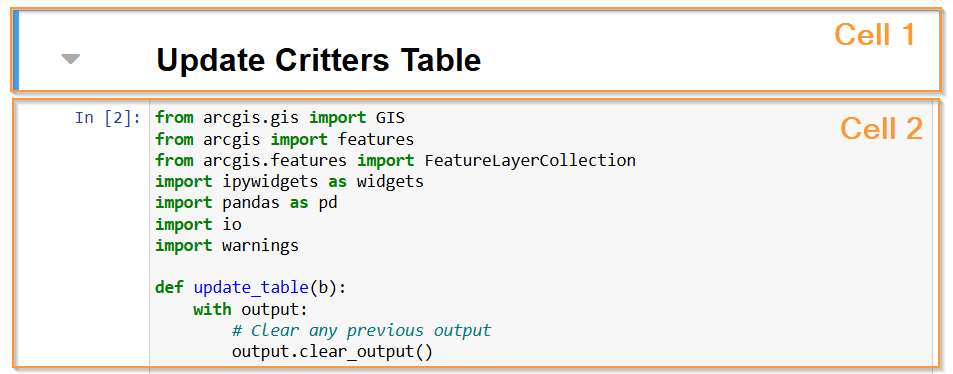 Cell 1
Update Critters Table
Cell 2
In [2]:
from arcgis.gis import GIS
from arcgis import features
from arcgis.features import FeatureLayerCollection
import ipywidgets as widgets
import pandas as pd
import io
import warnings

def update_table(b):
    with output:
        # Clear any previous output
        output.clear_output()